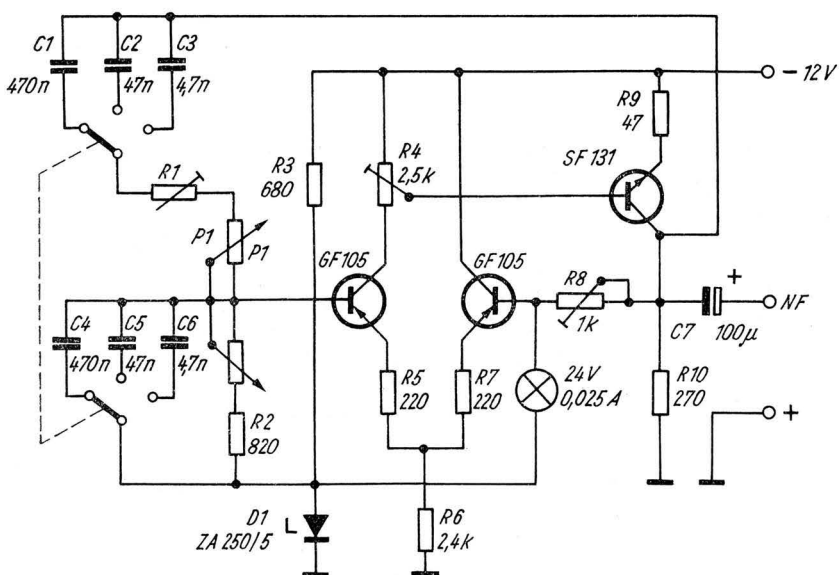 C1
470n
C2
47n
C3
4,7n
R1
P1
P1
R3
680
R4
2,5k
R9
47
SF 131
− 12V
GF105
GF105
R8
1k
C7
+
100μ
NF
C4
470n
C5
47n
C6
4,7n
R2
820
R5
220
R7
220
24V
0,025A
R10
270
+
D1
ZA 250/5
R6
2,4k